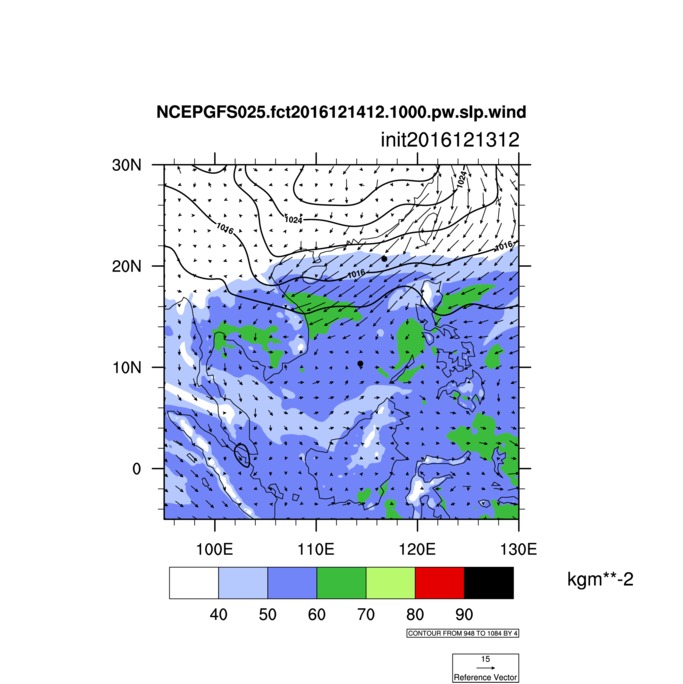 NCEPGFS025.fct2016121412.1000.pw.slp.wind
init2016121312
30N
1024
1024
1016
1016
20N
1016
10N
0
100E 110E 120E 130E
kgm**-2
40 50 60 70 80 90
CONTOUR FROM 948 TO 1084 BY 4
15
Reference Vector